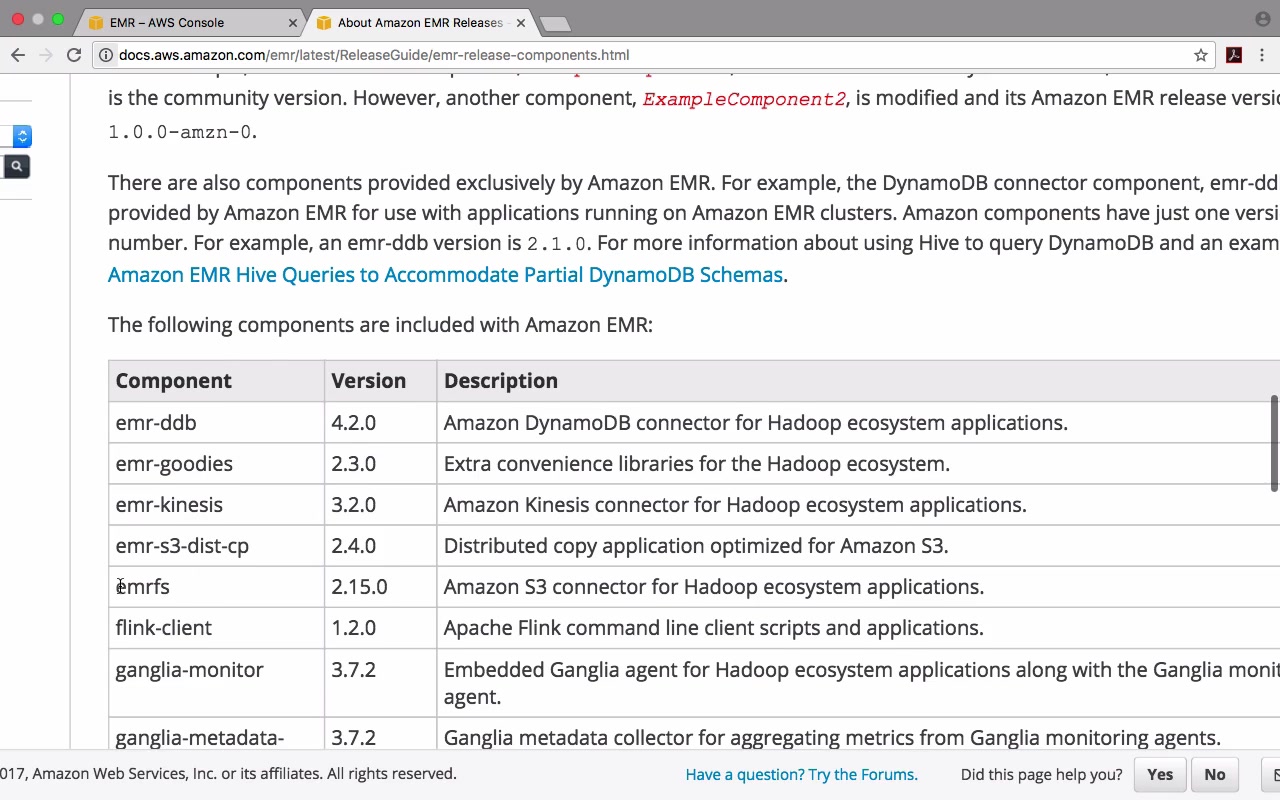 EMR – AWS Console
About Amazon EMR Releases -
docs.aws.amazon.com/emr/latest/ReleaseGuide/emr-release-components.html
is the community version. However, another component, ExampleComponent2, is modified and its Amazon EMR release versio
1.0.0-amzn-0.
There are also components provided exclusively by Amazon EMR. For example, the DynamoDB connector component, emr-dd
provided by Amazon EMR for use with applications running on Amazon EMR clusters. Amazon components have just one versi
number. For example, an emr-ddb version is 2.1.0. For more information about using Hive to query DynamoDB and an exam
Amazon EMR Hive Queries to Accommodate Partial DynamoDB Schemas.
The following components are included with Amazon EMR:
Component Version Description
emr-ddb 4.2.0 Amazon DynamoDB connector for Hadoop ecosystem applications.
emr-goodies 2.3.0 Extra convenience libraries for the Hadoop ecosystem.
emr-kinesis 3.2.0 Amazon Kinesis connector for Hadoop ecosystem applications.
emr-s3-dist-cp 2.4.0 Distributed copy application optimized for Amazon S3.
emrfs 2.15.0 Amazon S3 connector for Hadoop ecosystem applications.
flink-client 1.2.0 Apache Flink command line client scripts and applications.
ganglia-monitor 3.7.2 Embedded Ganglia agent for Hadoop ecosystem applications along with the Ganglia monit
agent.
ganglia-metadata- 3.7.2 Ganglia metadata collector for aggregating metrics from Ganglia monitoring agents.
017, Amazon Web Services, Inc. or its affiliates. All rights reserved. Have a question? Try the Forums. Did this page help you? Yes No